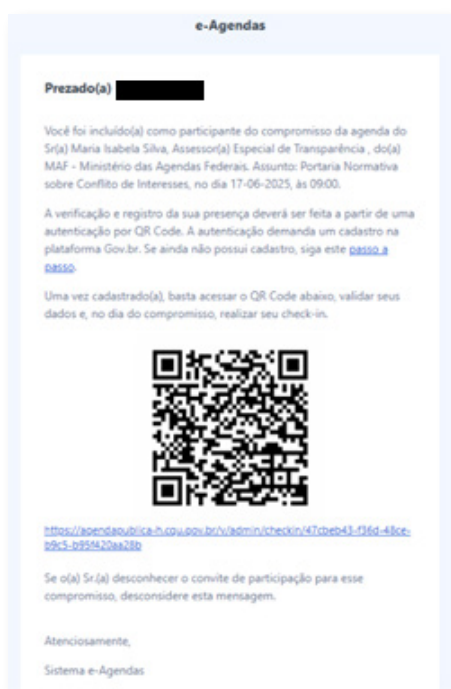 e-Agendas
Prezado(a)
Você foi incluído(a) como participante do compromisso da agenda do
Sr(a) Maria Isabela Silva, Assessor(a) Especial de Transparência , do(a)
MAF - Ministério das Agendas Federais. Assunto: Portaria Normativa
sobre Conflito de Interesses, no dia 17-06-2025, às 09:00.
A verificação e registro da sua presença deverá ser feita a partir de uma
autenticação por QR Code. A autenticação demanda um cadastro na
plataforma Gov.br. Se ainda não possui cadastro, siga este passo a
passo.
Uma vez cadastrado(a), basta acessar o QR Code abaixo, validar seus
dados e, no dia do compromisso, realizar seu check-in.
https://agendapublica-h.cgu.gov.br/v/admin/checkin/47cbeb43-f36d-48ce-
b9c5-b95f420aa28b
Se o(a) Sr.(a) desconhecer o convite de participação para esse
compromisso, desconsidere esta mensagem.
Atenciosamente,
Sistema e-Agendas